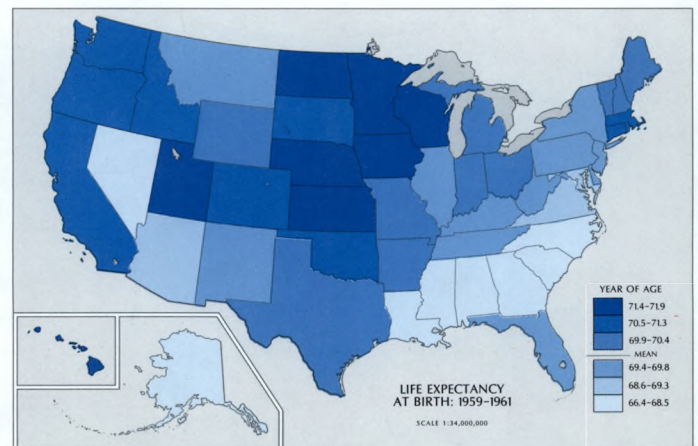 YEAR OF AGE
71.4–71.9
70.5–71.3
69.9–70.4
MEAN
69.4–69.8
68.6–69.3
66.4–68.5
LIFE EXPECTANCY
AT BIRTH: 1959–1961
SCALE 1:34,000,000